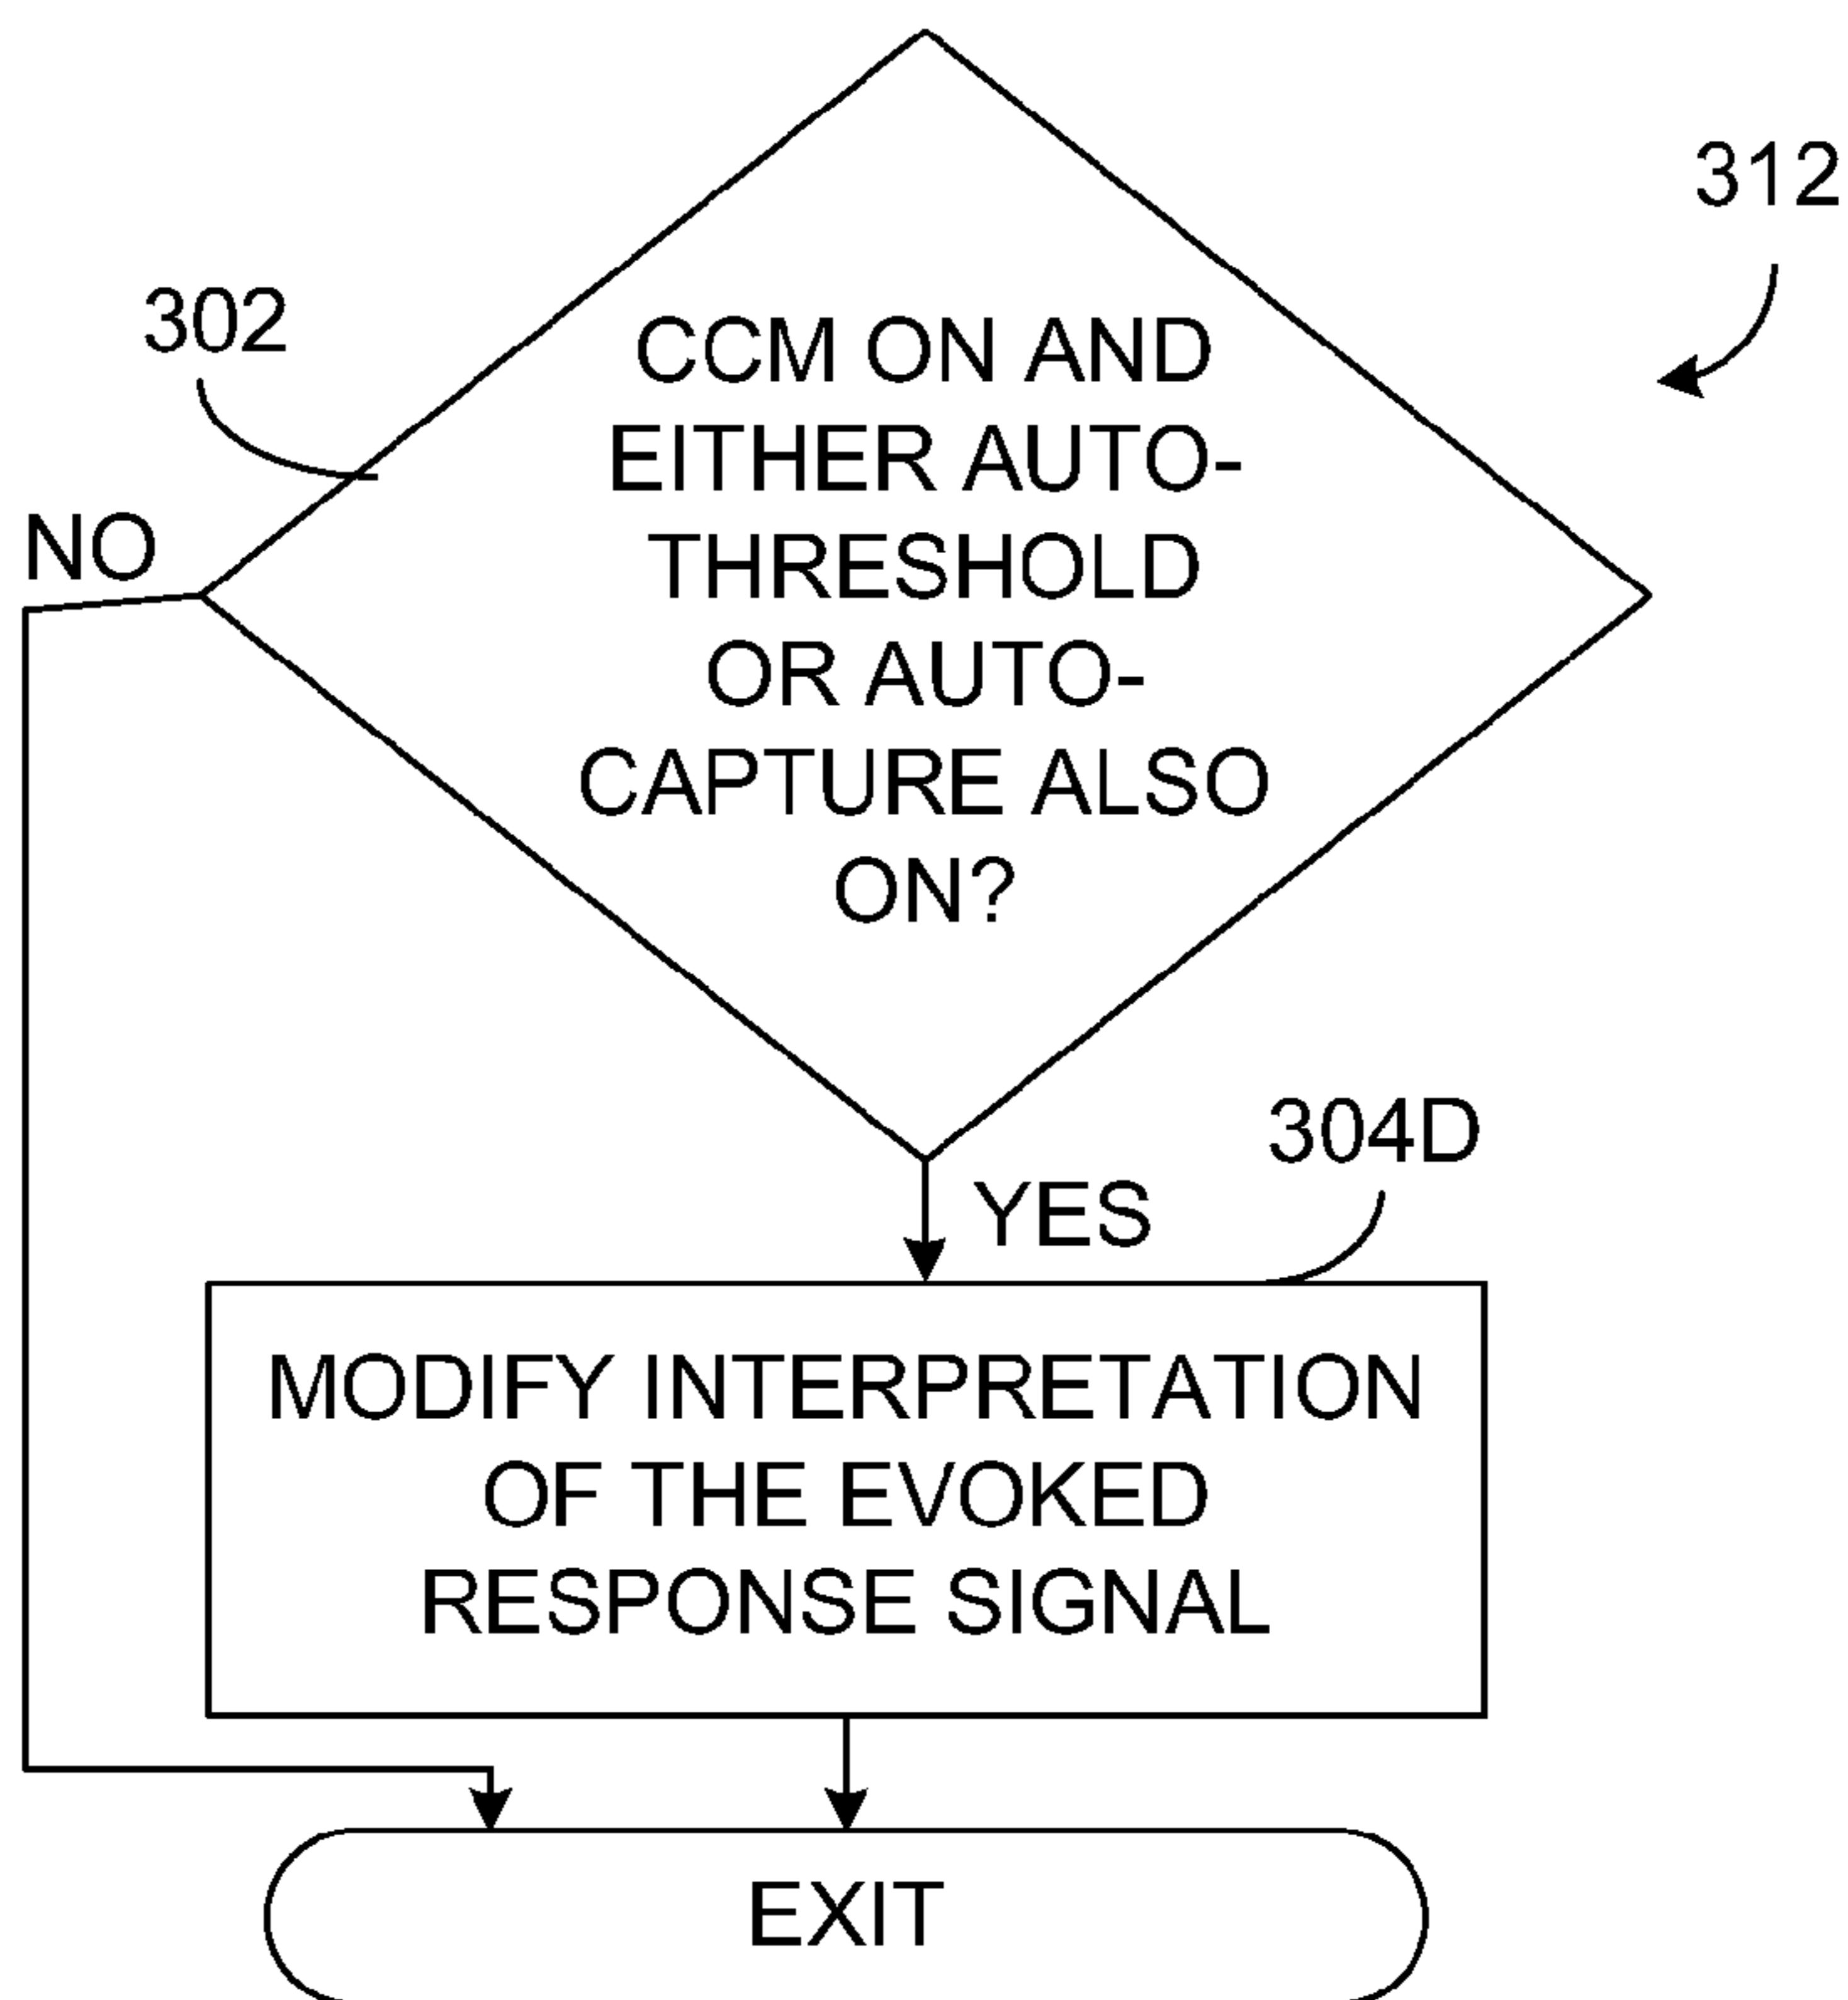 312
302
CCM ON AND
EITHER AUTO-
THRESHOLD
OR AUTO-
CAPTURE ALSO
ON?
NO
304D
YES
MODIFY INTERPRETATION
OF THE EVOKED
RESPONSE SIGNAL
EXIT